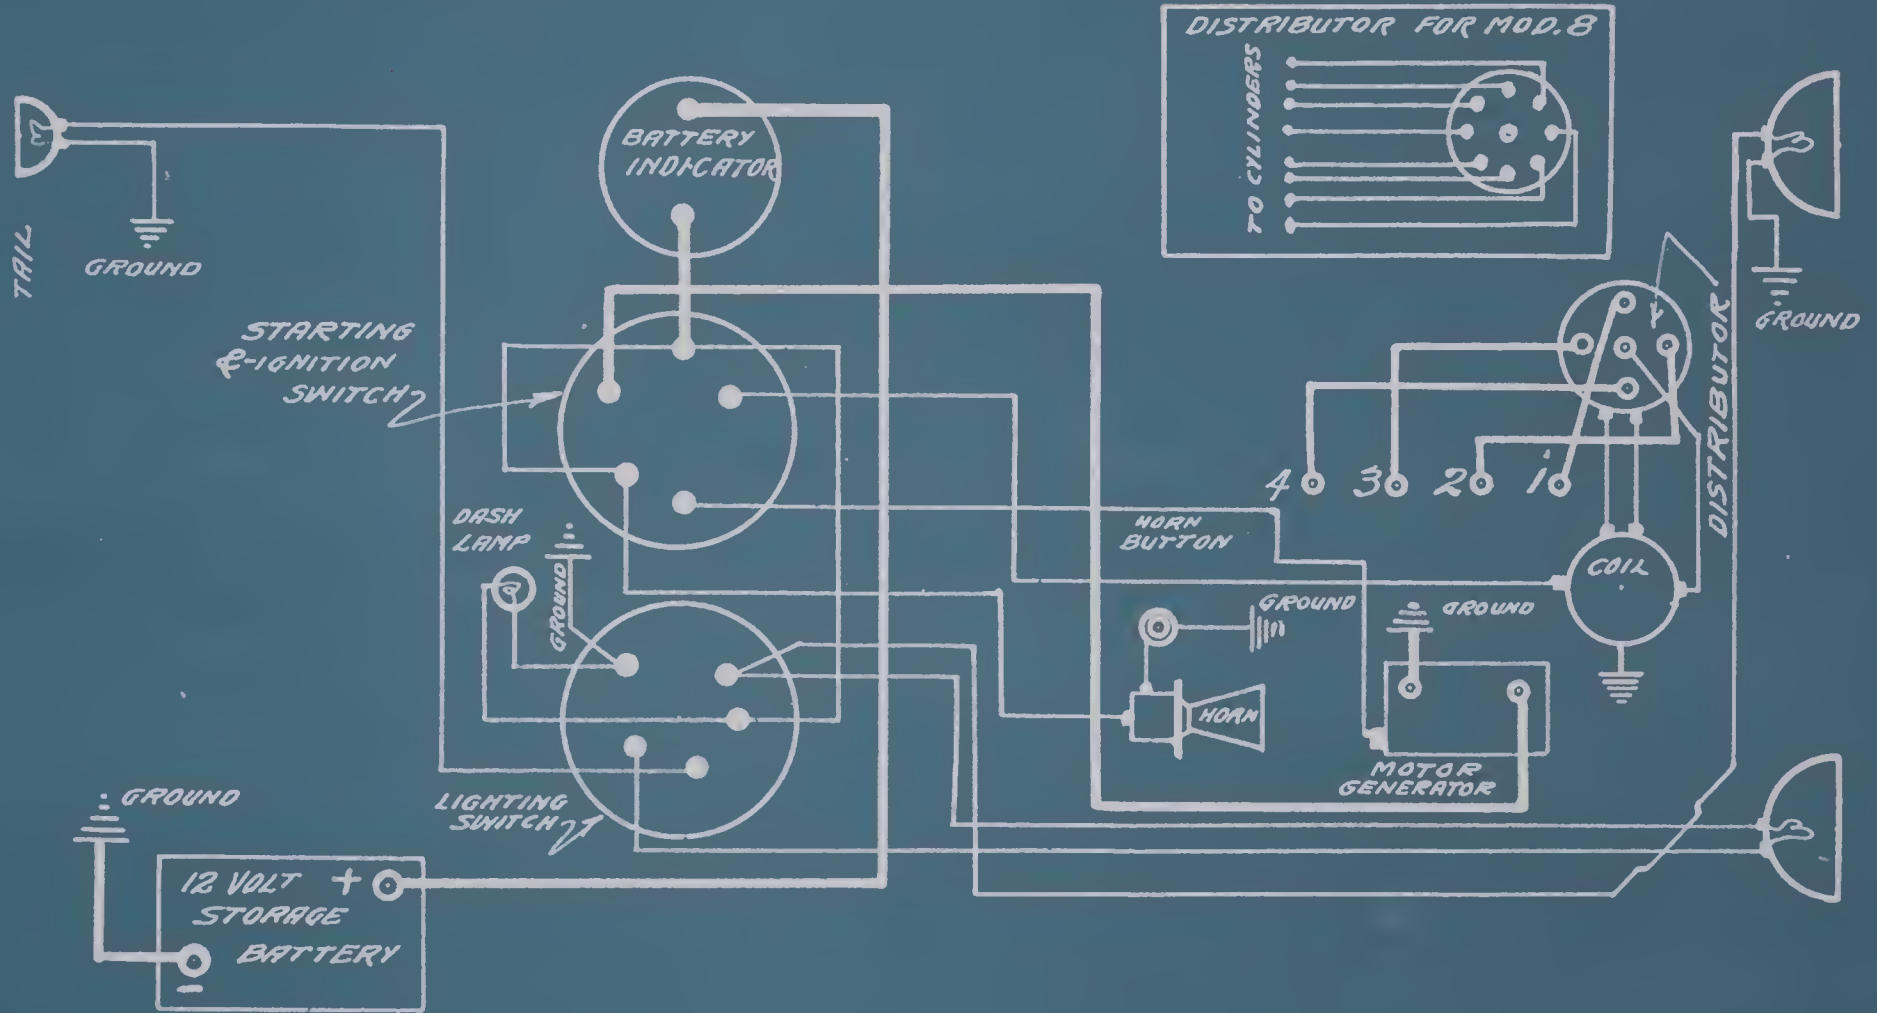 DISTRIBUTOR FOR MOD. 8
TO CYLINDERS
BATTERY
INDICATOR
TAIL
GROUND
STARTING
&-IGNITION
SWITCH
GROUND
DISTRIBUTOR
4 3 2 1
DASH
LAMP
GROUND
HORN
BUTTON
COIL
GROUND
GROUND
HORN
MOTOR
GENERATOR
LIGHTING
SWITCH
GROUND
12 VOLT +
STORAGE
BATTERY
-